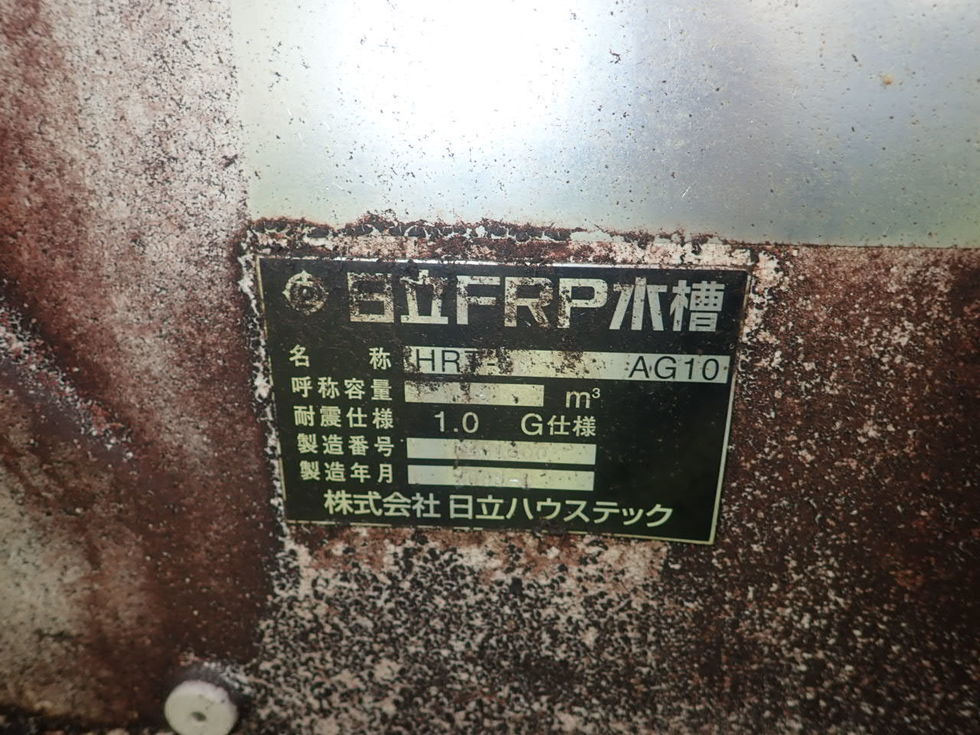 日立FRP水槽
名称 HRT- AG10
呼称容量 m³
耐震仕様 1.0 G仕様
製造番号
製造年月
株式会社 日立ハウステック